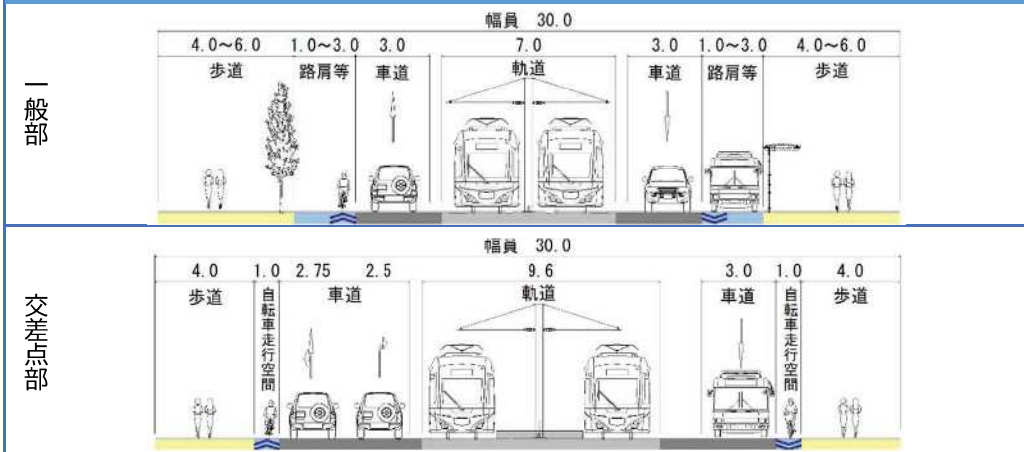 一般部
幅員 30.0
4.0～6.0 1.0～3.0 3.0 7.0 3.0 1.0～3.0 4.0～6.0
歩道 路肩等 車道 軌道 車道 路肩等 歩道
交差点部
幅員 30.0
4.0 1.0 2.75 2.5 9.6 3.0 1.0 4.0
歩道 自転車走行空間 車道 軌道 車道 自転車走行空間 歩道